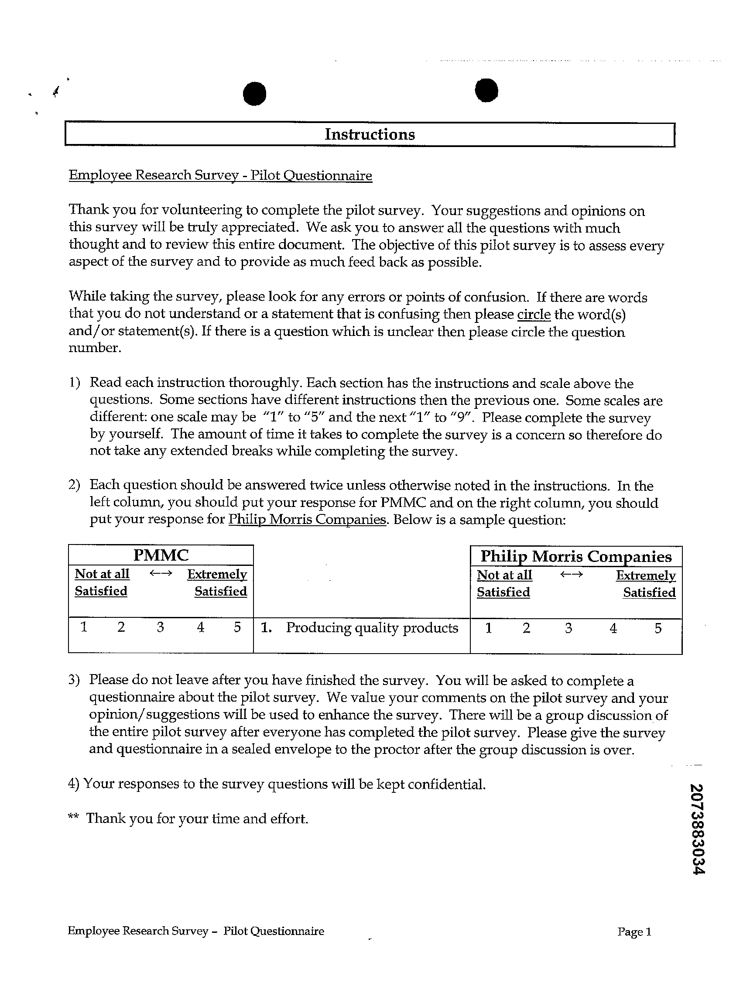 Instructions
Employee Research Survey - Pilot Questionnaire
Thank you for volunteering to complete the pilot survey. Your suggestions and opinions on
this survey will be truly appreciated. We ask you to answer all the questions with much
thought and to review this entire document. The objective of this pilot survey is to assess every
aspect of the survey and to provide as much feed back as possible.
While taking the survey, please look for any errors or points of confusion. If there are words
that you do not understand or a statement that is confusing then please circle the word(s)
and/or statement(s). If there is a question which is unclear then please circle the question
number.
1) Read each instruction thoroughly. Each section has the instructions and scale above the
questions. Some sections have different instructions then the previous one. Some scales are
different: one scale may be "1" to "5" and the next "1" to "9". Please complete the survey
by yourself. The amount of time it takes to complete the survey is a concern so therefore do
not take any extended breaks while completing the survey.
2) Each question should be answered twice unless otherwise noted in the instructions. In the
left column, you should put your response for PMMC and on the right column, you should
put your response for Philip Morris Companies. Below is a sample question:
PMMC Philip Morris Companies
Not at all ←→ Extremely Not at all ←→ Extremely
Satisfied Satisfied Satisfied Satisfied
1 2 3 4 5 1. Producing quality products 1 2 3 4 5
3) Please do not leave after you have finished the survey. You will be asked to complete a
questionnaire about the pilot survey. We value your comments on the pilot survey and your
opinion/suggestions will be used to enhance the survey. There will be a group discussion of
the entire pilot survey after everyone has completed the pilot survey. Please give the survey
and questionnaire in a sealed envelope to the proctor after the group discussion is over.
4) Your responses to the survey questions will be kept confidential.
** Thank you for your time and effort.
2073883034
Employee Research Survey – Pilot Questionnaire Page 1